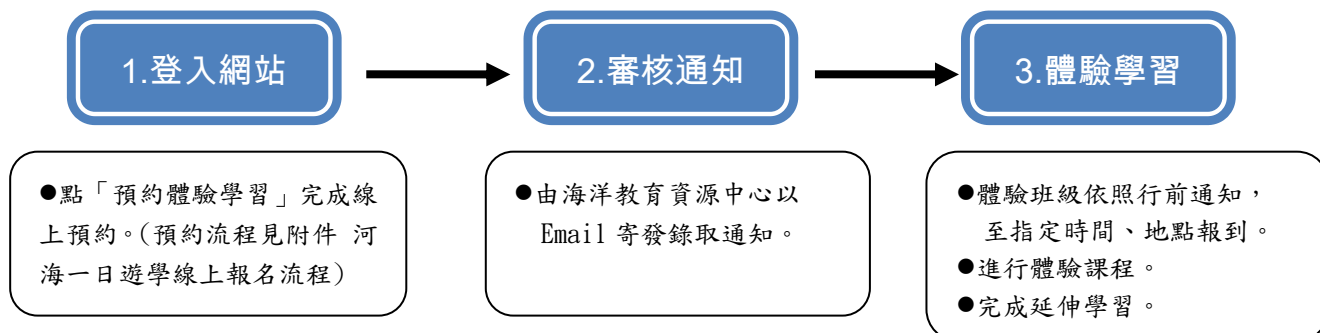 1.登入網站
2.審核通知
3.體驗學習
●點「預約體驗學習」完成線
上預約。(預約流程見附件 河
海一日遊學線上報名流程)
●由海洋教育資源中心以
Email 寄發錄取通知。
●體驗班級依照行前通知，
至指定時間、地點報到。
●進行體驗課程。
●完成延伸學習。